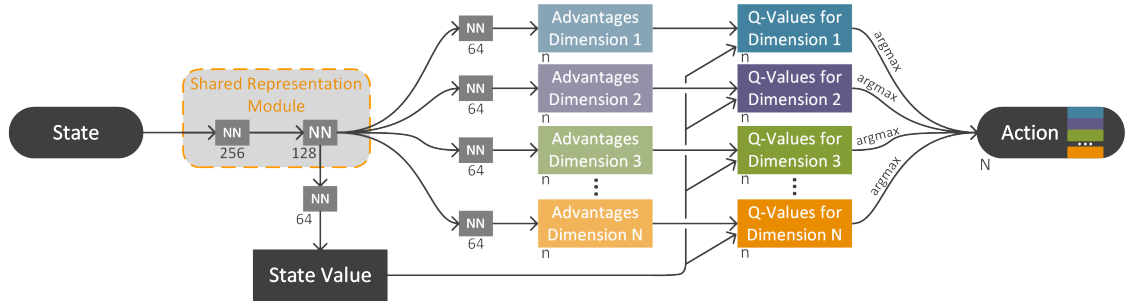 State
Shared Representation
Module
NN
256
NN
128
NN
64
State Value
NN
64
Advantages
Dimension 1
n
Q-Values for
Dimension 1
n
argmax
NN
64
Advantages
Dimension 2
n
Q-Values for
Dimension 2
n
argmax
NN
64
Advantages
Dimension 3
n
Q-Values for
Dimension 3
n
argmax
NN
64
Advantages
Dimension N
n
Q-Values for
Dimension N
n
argmax
Action
N